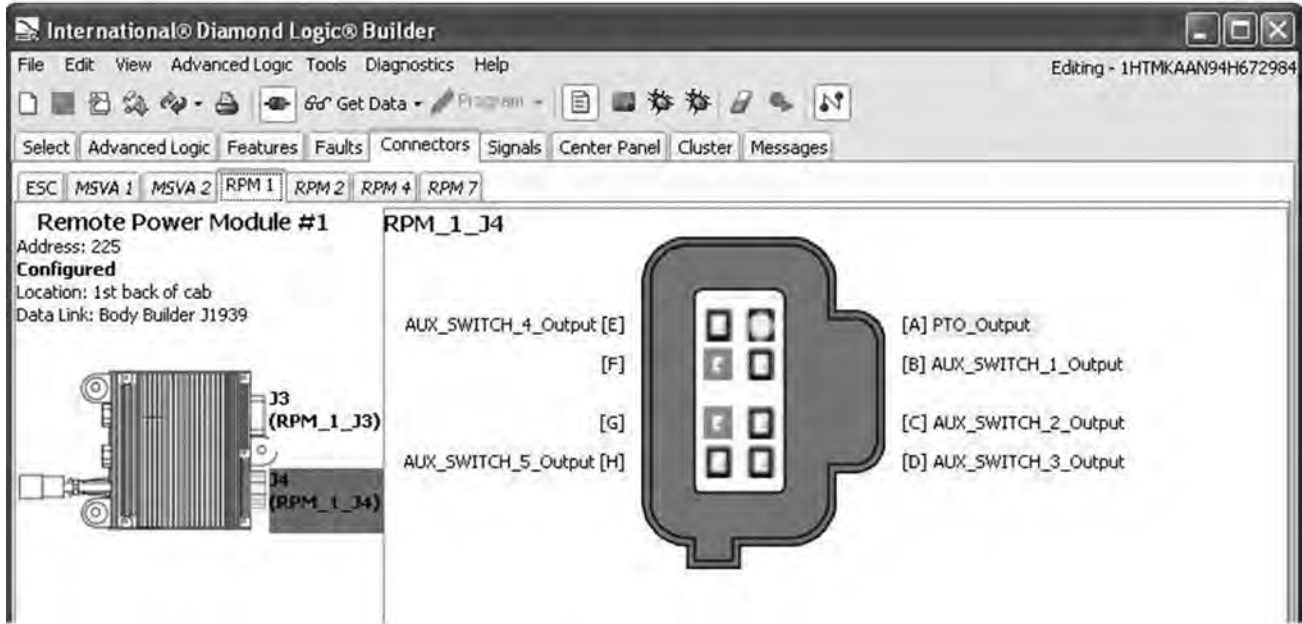 International® Diamond Logic® Builder
File Edit View Advanced Logic Tools Diagnostics Help
Editing - 1HTMKAAN94H672984
Get Data Program
Select Advanced Logic Features Faults Connectors Signals Center Panel Cluster Messages
ESC MSVA 1 MSVA 2 RPM 1 RPM 2 RPM 4 RPM 7
Remote Power Module #1
Address: 225
Configured
Location: 1st back of cab
Data Link: Body Builder J1939
J3
(RPM_1_J3)
J4
(RPM_1_J4)
RPM_1_J4
AUX_SWITCH_4_Output [E]
[F]
[G]
AUX_SWITCH_5_Output [H]
[A] PTO_Output
[B] AUX_SWITCH_1_Output
[C] AUX_SWITCH_2_Output
[D] AUX_SWITCH_3_Output